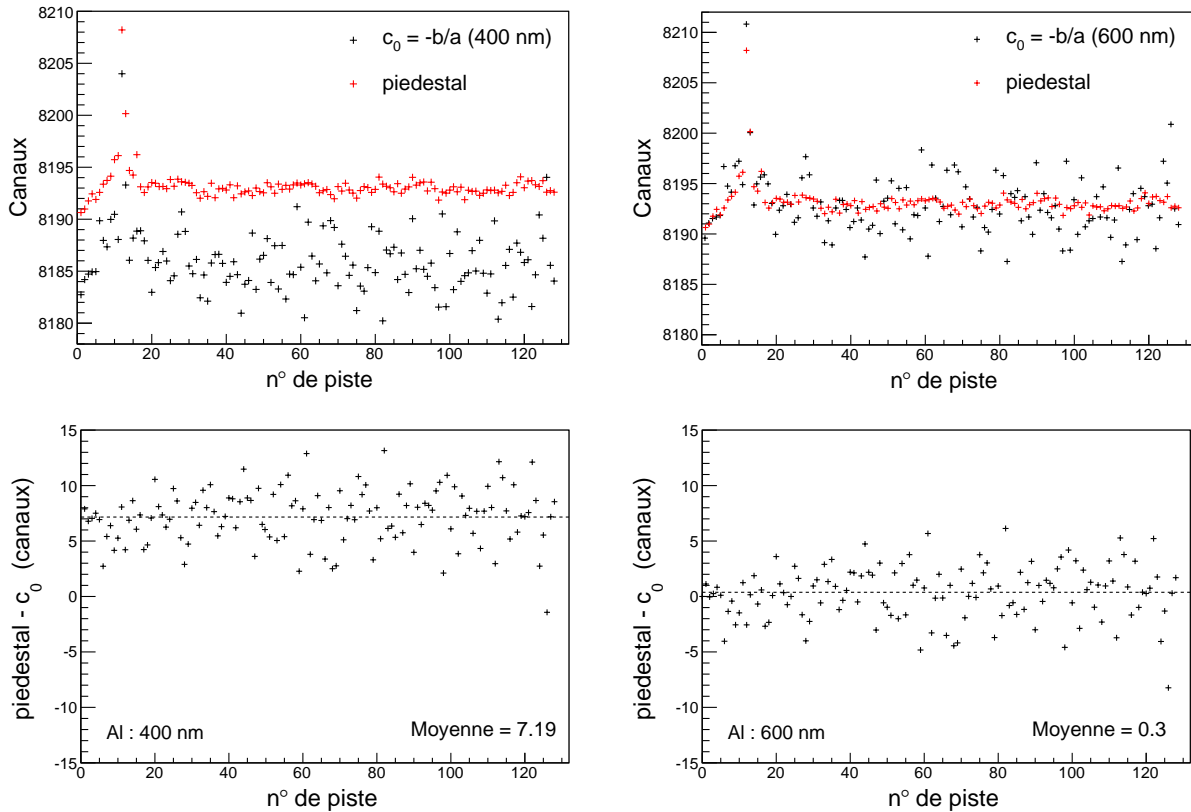 8210
8205
8200
8195
8190
8185
8180
Canaux
c0 = -b/a (400 nm)
piedestal
0 20 40 60 80 100 120
n° de piste
8210
8205
8200
8195
8190
8185
8180
Canaux
c0 = -b/a (600 nm)
piedestal
0 20 40 60 80 100 120
n° de piste
15
10
5
0
-5
-10
-15
piedestal - c0 (canaux)
Al : 400 nm
Moyenne = 7.19
0 20 40 60 80 100 120
n° de piste
15
10
5
0
-5
-10
-15
piedestal - c0 (canaux)
Al : 600 nm
Moyenne = 0.3
0 20 40 60 80 100 120
n° de piste